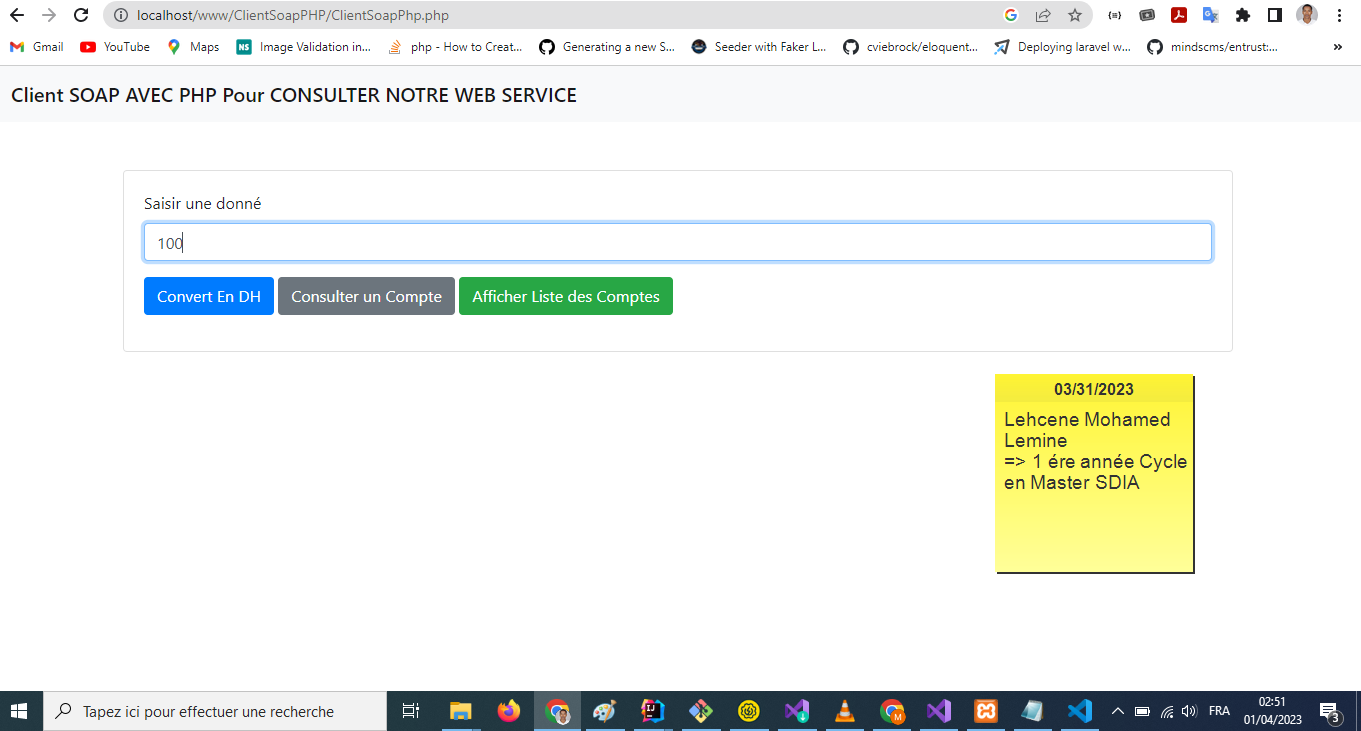 localhost/www/ClientSoapPHP/ClientSoapPhp.php
Gmail YouTube Maps NS Image Validation in... php - How to Creat... Generating a new S... Seeder with Faker L... cviebrock/eloquent... Deploying laravel w... mindscms/entrust:... »
Client SOAP AVEC PHP Pour CONSULTER NOTRE WEB SERVICE
Saisir une donné
100
Convert En DH Consulter un Compte Afficher Liste des Comptes
03/31/2023
Lehcene Mohamed
Lemine
=> 1 ére année Cycle
en Master SDIA
Tapez ici pour effectuer une recherche
M
FRA
02:51
01/04/2023
3